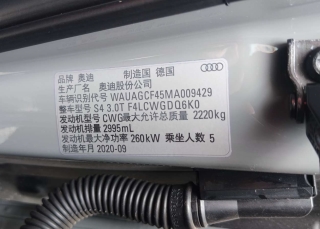 品牌 奥迪 制造国 德国
生产厂名 奥迪股份公司
车辆识别代号 WAUAGCF45MA009429
整车型号 S4 3.0T F4LCWGDQ6K0
发动机型号 CWG 最大允许总质量 2220kg
发动机排量 2995mL
发动机最大净功率 260kW 乘坐人数 5
制造年月 2020-09